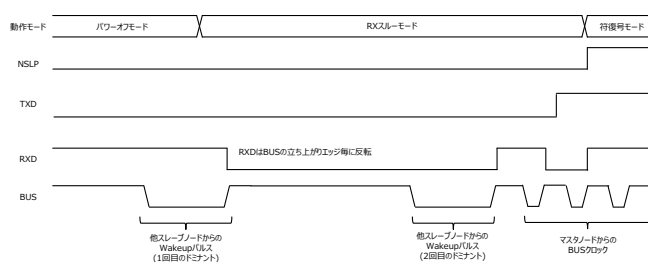 動作モード
パワーオフモード
RXスルーモード
符復号モード
NSLP
TXD
RXD
RXDはBUSの立ち上がりエッジ毎に反転
BUS
他スレーブノードからの
Wakeupパルス
(1回目のドミナント)
他スレーブノードからの
Wakeupパルス
(2回目のドミナント)
マスタノードからの
BUSクロック